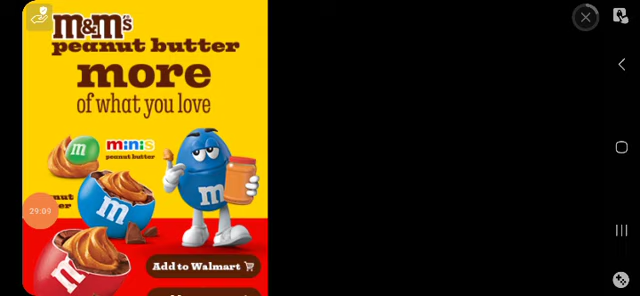 m&m's
peanut butter
more
of what you love
m
minis
peanut butter
m
m
29:09
m
Add to Walmart